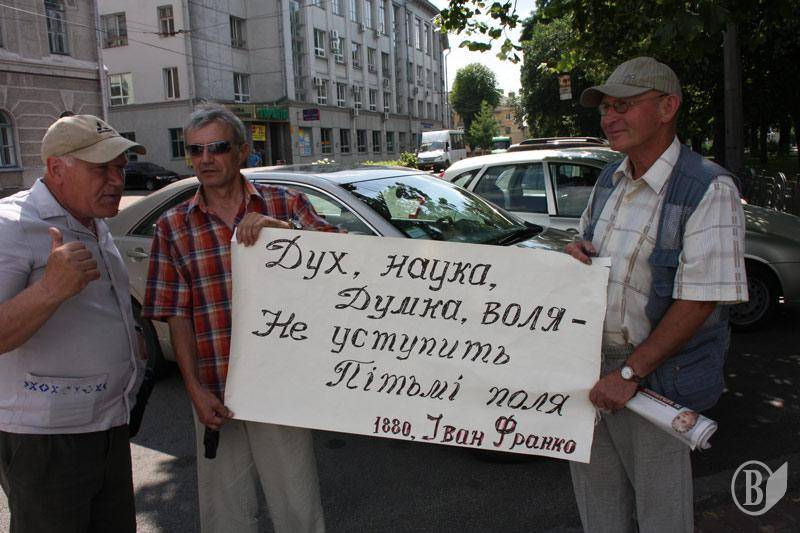 Дух, наука,
Думка, воля –
Не уступить
Пітьмі поля
1880, Іван Франко
В